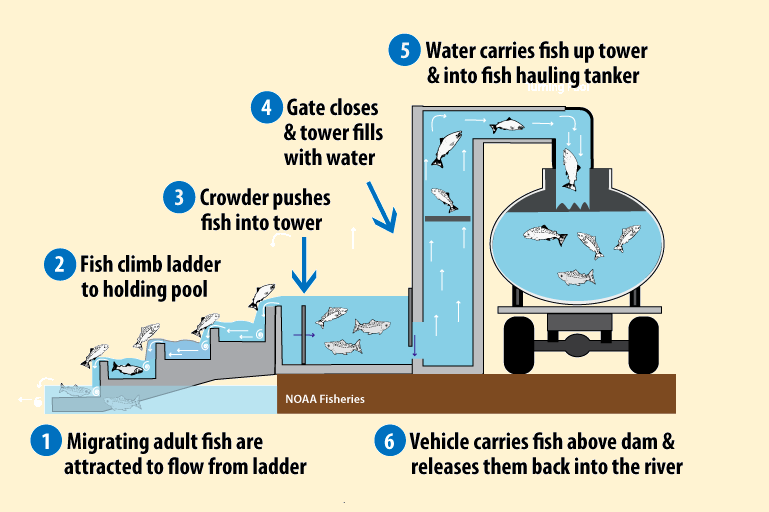 5 Water carries fish up tower
& into fish hauling tanker
4 Gate closes
& tower fills
with water
3 Crowder pushes
fish into tower
2 Fish climb ladder
to holding pool
NOAA Fisheries
1 Migrating adult fish are
attracted to flow from ladder
6 Vehicle carries fish above dam &
releases them back into the river